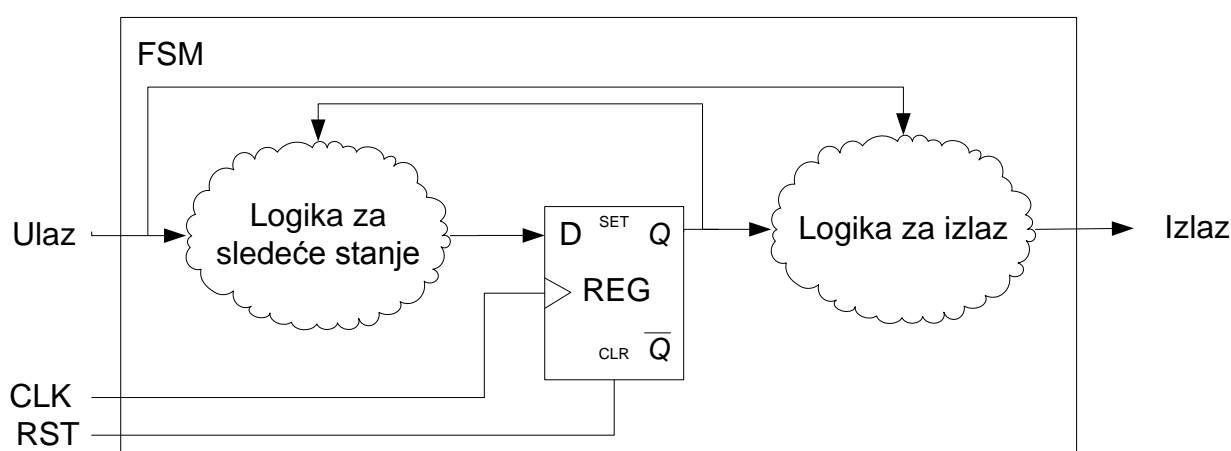 FSM
Ulaz
Logika za
sledeće stanje
D SET Q
REG
CLR Q
Logika za izlaz
Izlaz
CLK
RST